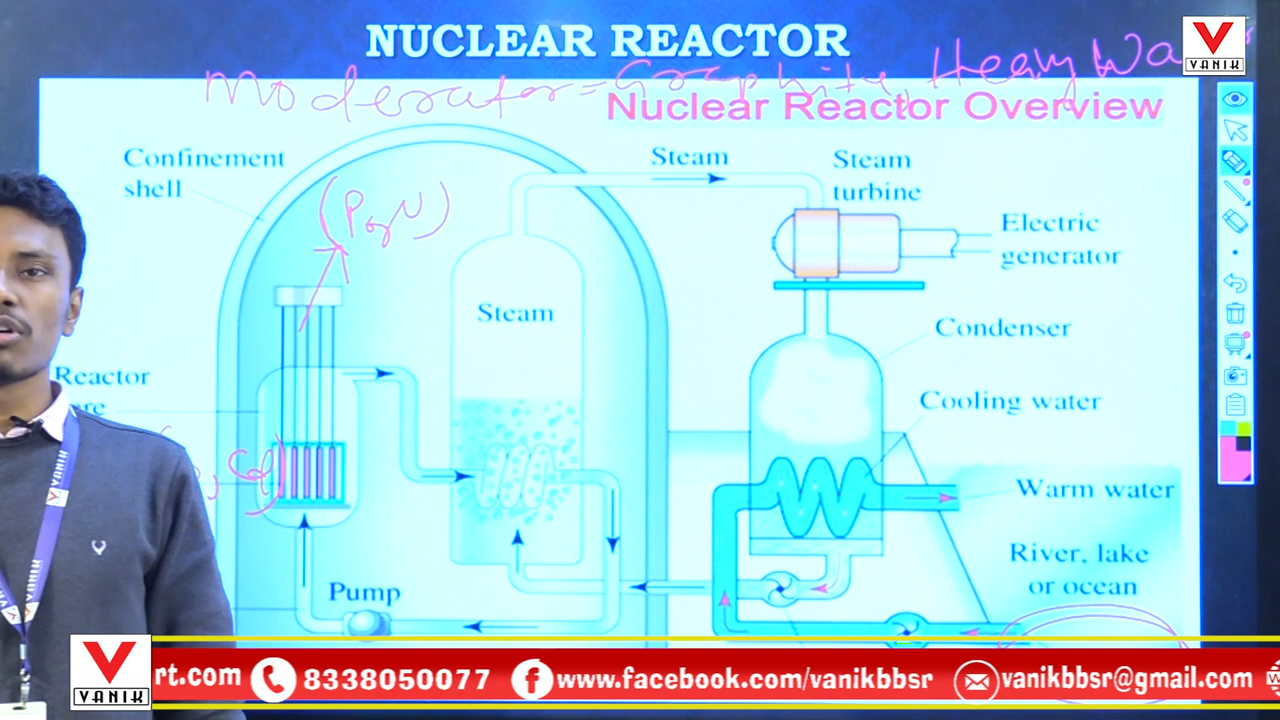 NUCLEAR REACTOR
VANIK
Moderator = Graphite, Heavy Wa
Nuclear Reactor Overview
Confinement
shell
Steam
Steam
turbine
Electric
generator
Steam
Condenser
Reactor
Cooling water
Warm water
River, lake
or ocean
Pump
VANIK
VANIK
VANIK
rt.com 8338050077 www.facebook.com/vanikbbsr vanikbbsr@gmail.com